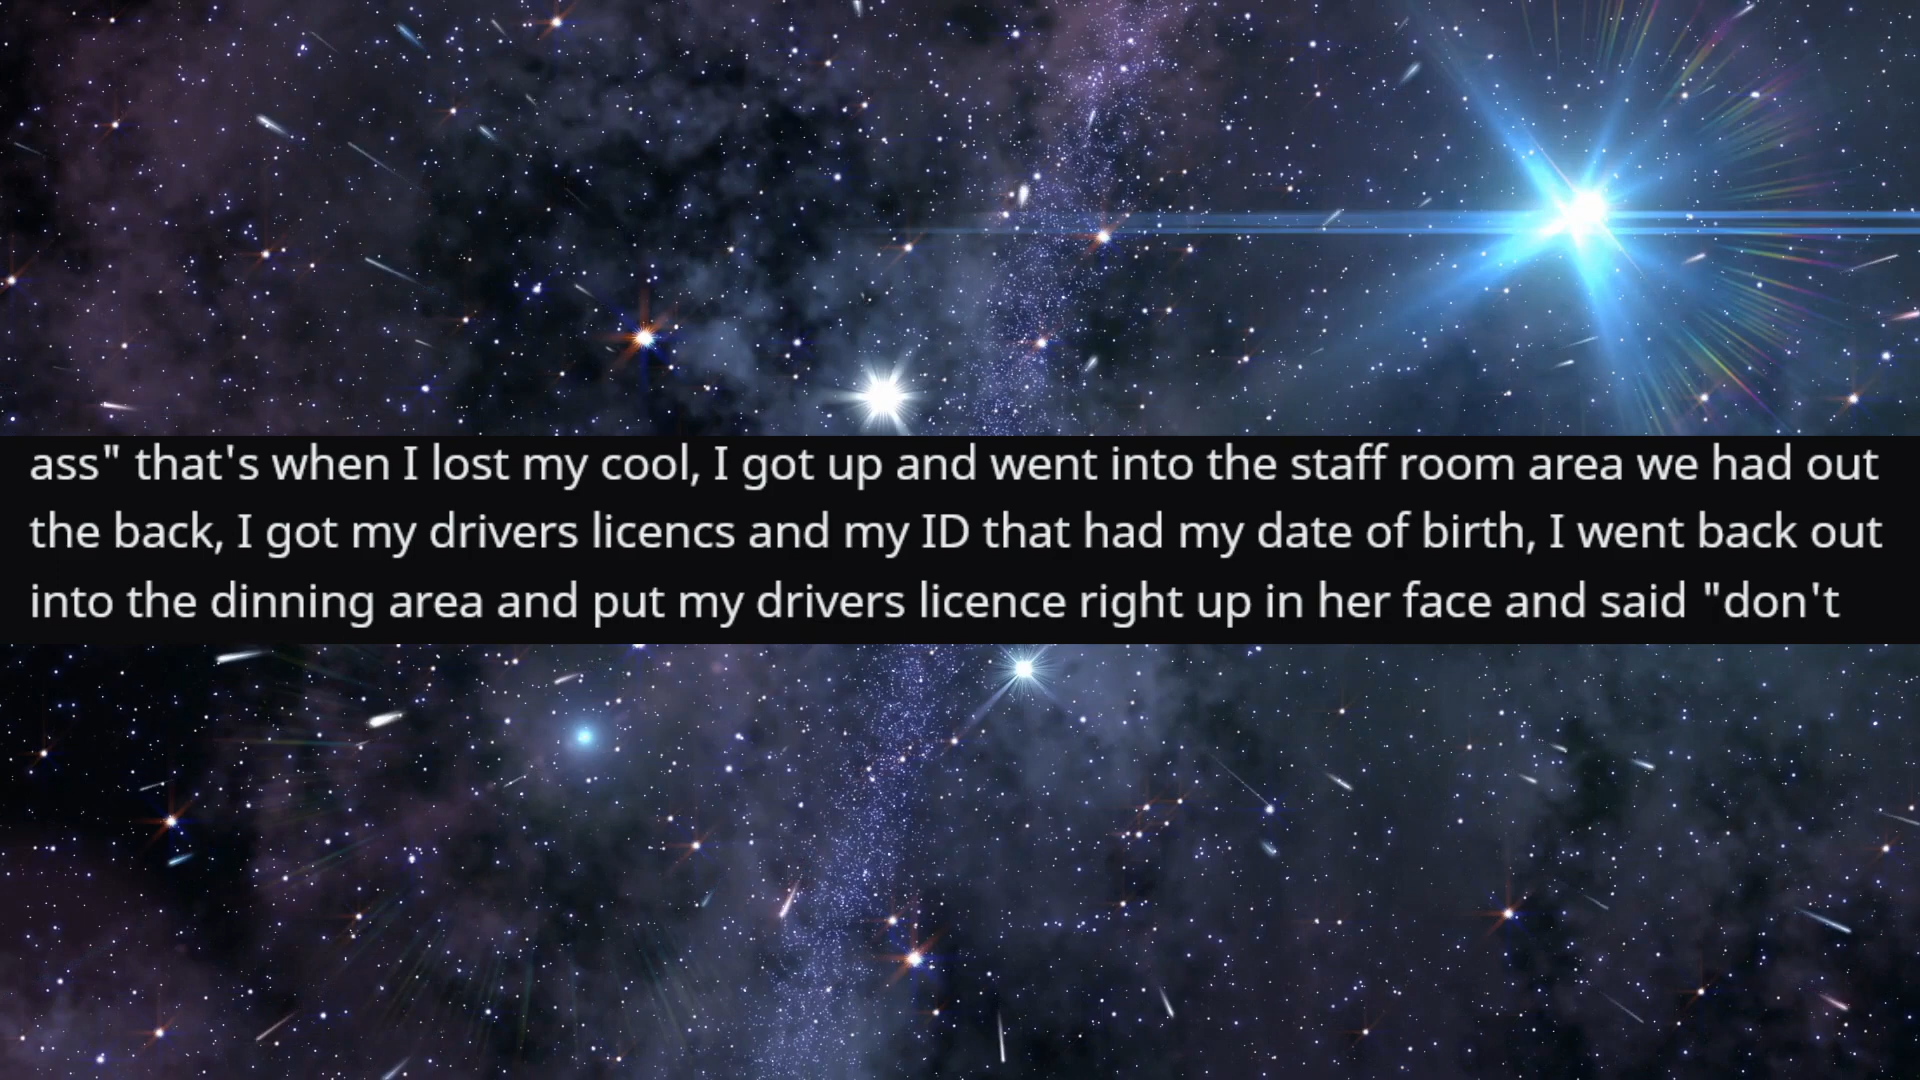 ass" that's when I lost my cool, I got up and went into the staff room area we had out
the back, I got my drivers licencs and my ID that had my date of birth, I went back out
into the dinning area and put my drivers licence right up in her face and said "don't